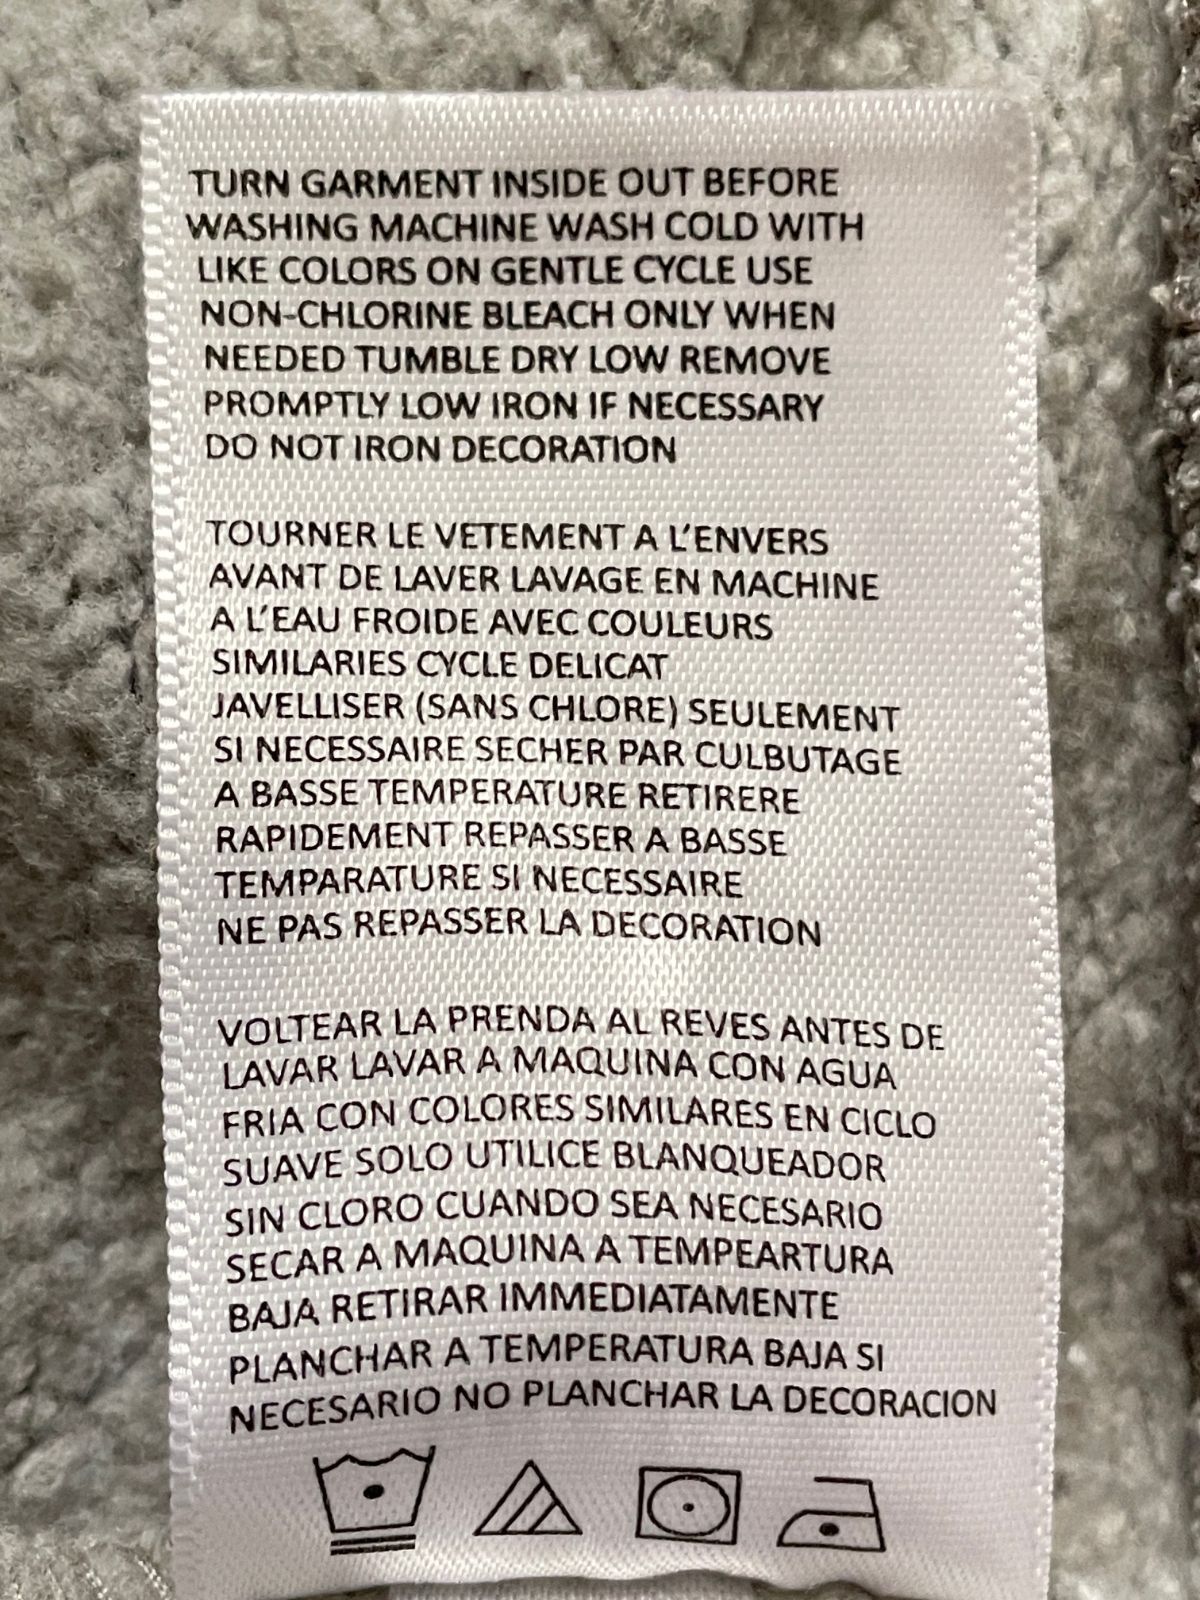 TURN GARMENT INSIDE OUT BEFORE
WASHING MACHINE WASH COLD WITH
LIKE COLORS ON GENTLE CYCLE USE
NON-CHLORINE BLEACH ONLY WHEN
NEEDED TUMBLE DRY LOW REMOVE
PROMPTLY LOW IRON IF NECESSARY
DO NOT IRON DECORATION
TOURNER LE VETEMENT A L'ENVERS
AVANT DE LAVER LAVAGE EN MACHINE
A L'EAU FROIDE AVEC COULEURS
SIMILARIES CYCLE DELICAT
JAVELLISER (SANS CHLORE) SEULEMENT
SI NECESSAIRE SECHER PAR CULBUTAGE
A BASSE TEMPERATURE RETIRERE
RAPIDEMENT REPASSER A BASSE
TEMPARATURE SI NECESSAIRE
NE PAS REPASSER LA DECORATION
VOLTEAR LA PRENDA AL REVES ANTES DE
LAVAR LAVAR A MAQUINA CON AGUA
FRIA CON COLORES SIMILARES EN CICLO
SUAVE SOLO UTILICE BLANQUEADOR
SIN CLORO CUANDO SEA NECESARIO
SECAR A MAQUINA A TEMPEARTURA
BAJA RETIRAR IMMEDIATAMENTE
PLANCHAR A TEMPERATURA BAJA SI
NECESARIO NO PLANCHAR LA DECORACION